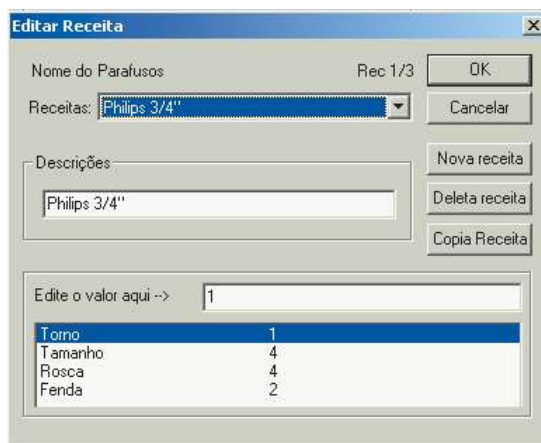 Editar Receita
Nome do Parafusos
Rec 1/3
OK
Receitas: Philips 3/4"
Cancelar
Descrições
Nova receita
Philips 3/4"
Deleta receita
Copia Receita
Edite o valor aqui --> 1
Torno 1
Tamanho 4
Rosca 4
Fenda 2